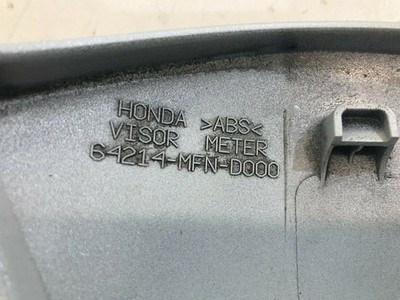 HONDA >ABS<
VISOR METER
64214-MFN-D000